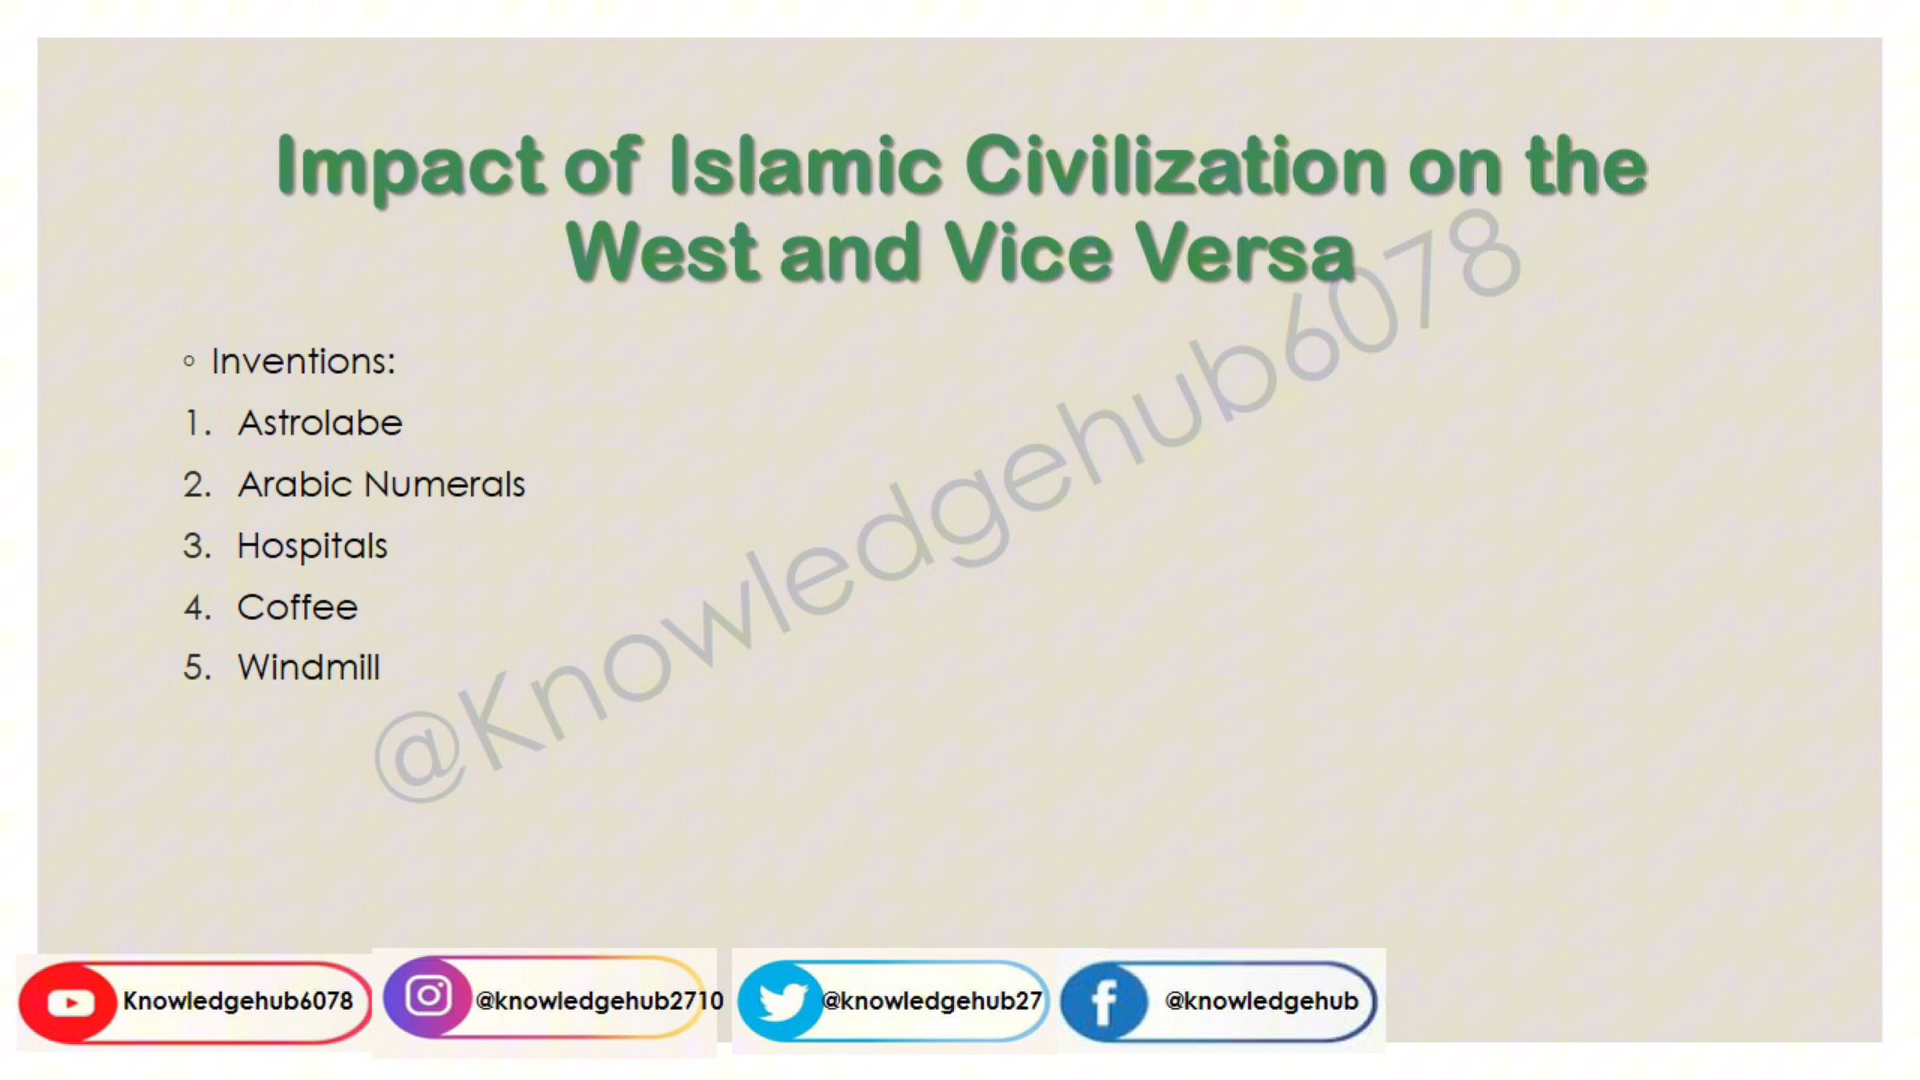 Impact of Islamic Civilization on the
West and Vice Versa
◦ Inventions:
1. Astrolabe
2. Arabic Numerals
3. Hospitals
4. Coffee
5. Windmill
@Knowledgehub6078
Knowledgehub6078
@knowledgehub2710
@knowledgehub27
@knowledgehub